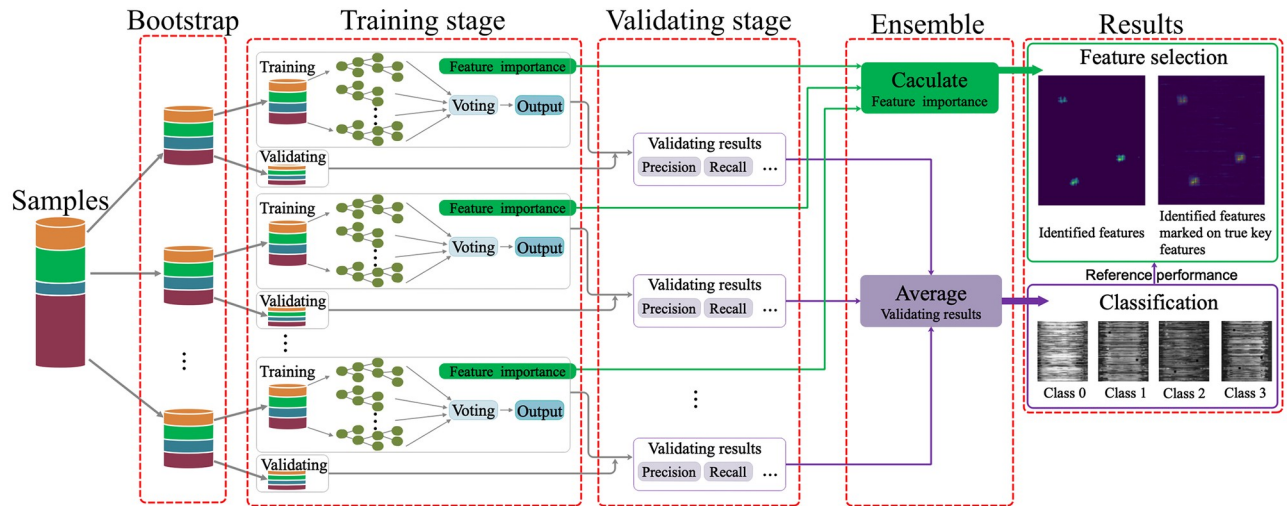 Bootstrap
Training stage
Validating stage
Ensemble
Results
Samples
...
Training
Voting
Output
Feature importance
Validating
Training
Voting
Output
Feature importance
Validating
...
Training
Voting
Output
Feature importance
Validating
Validating results
Precision
Recall
...
Validating results
Precision
Recall
...
...
Validating results
Precision
Recall
...
Caculate
Feature importance
Average
Validating results
Feature selection
Identified features
Identified features
marked on true key
features
Reference performance
Classification
Class 0
Class 1
Class 2
Class 3